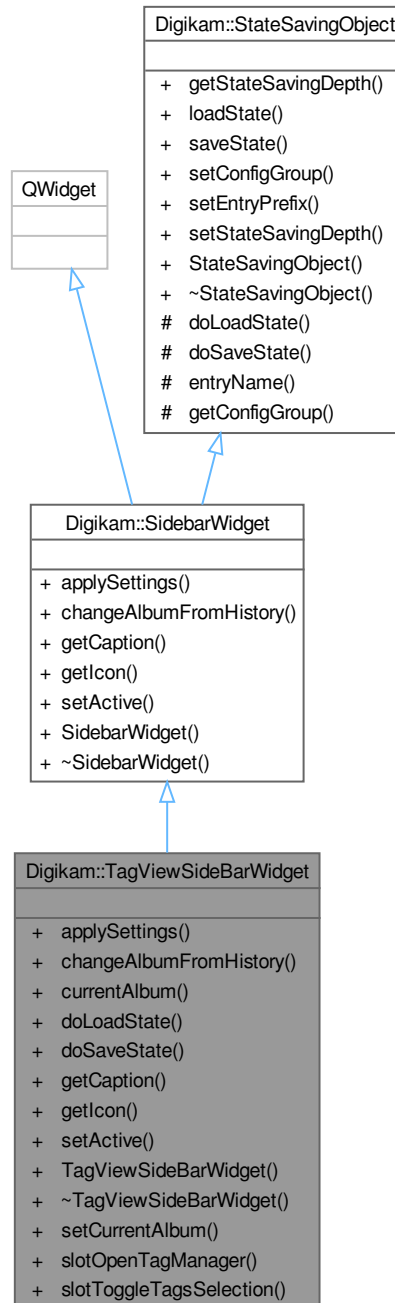 Digikam::StateSavingObject
+ getStateSavingDepth()
+ loadState()
+ saveState()
+ setConfigGroup()
+ setEntryPrefix()
+ setStateSavingDepth()
+ StateSavingObject()
+ ~StateSavingObject()
# doLoadState()
# doSaveState()
# entryName()
# getConfigGroup()
QWidget
Digikam::SidebarWidget
+ applySettings()
+ changeAlbumFromHistory()
+ getCaption()
+ getIcon()
+ setActive()
+ SidebarWidget()
+ ~SidebarWidget()
Digikam::TagViewSideBarWidget
+ applySettings()
+ changeAlbumFromHistory()
+ currentAlbum()
+ doLoadState()
+ doSaveState()
+ getCaption()
+ getIcon()
+ setActive()
+ TagViewSideBarWidget()
+ ~TagViewSideBarWidget()
+ setCurrentAlbum()
+ slotOpenTagManager()
+ slotToggleTagsSelection()